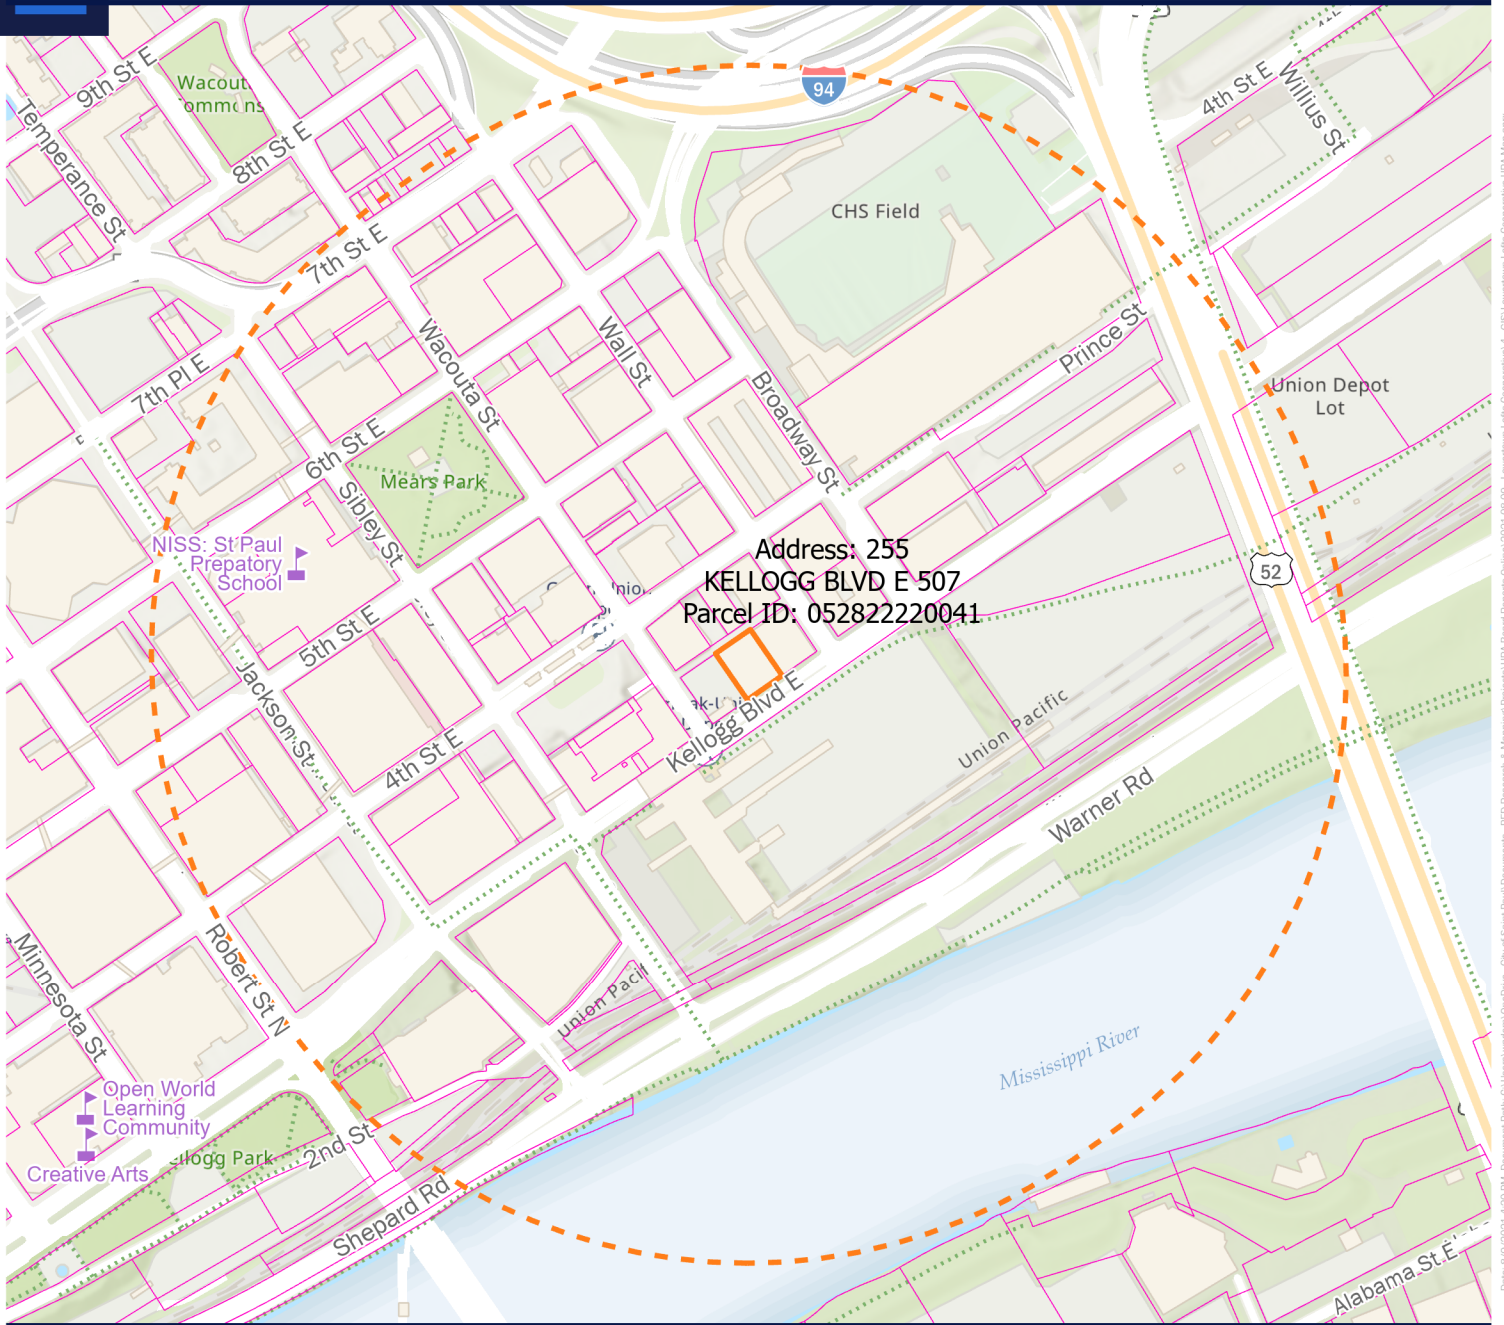 9th St E
Temperance St
8th St E
94
4th St E
Willius St
CHS Field
7th St E
7th Pl E
Wacouta St
Wall St
Prince St
Union Depot
Lot
Broadway St
6th St E
Mears Park
Sibley St
NISS: St Paul
Prepatory
School
Address: 255
KELLOGG BLVD E 507
Parcel ID: 052822220041
52
5th St E
Jackson St
Kellogg Blvd E
4th St E
Union Pacific
Warner Rd
Robert St N
Minnesota St
Union Pacif
Mississippi River
Open World
Learning
Community
Creative Arts
Kellogg Park
2nd St
Shepard Rd
Alabama St E